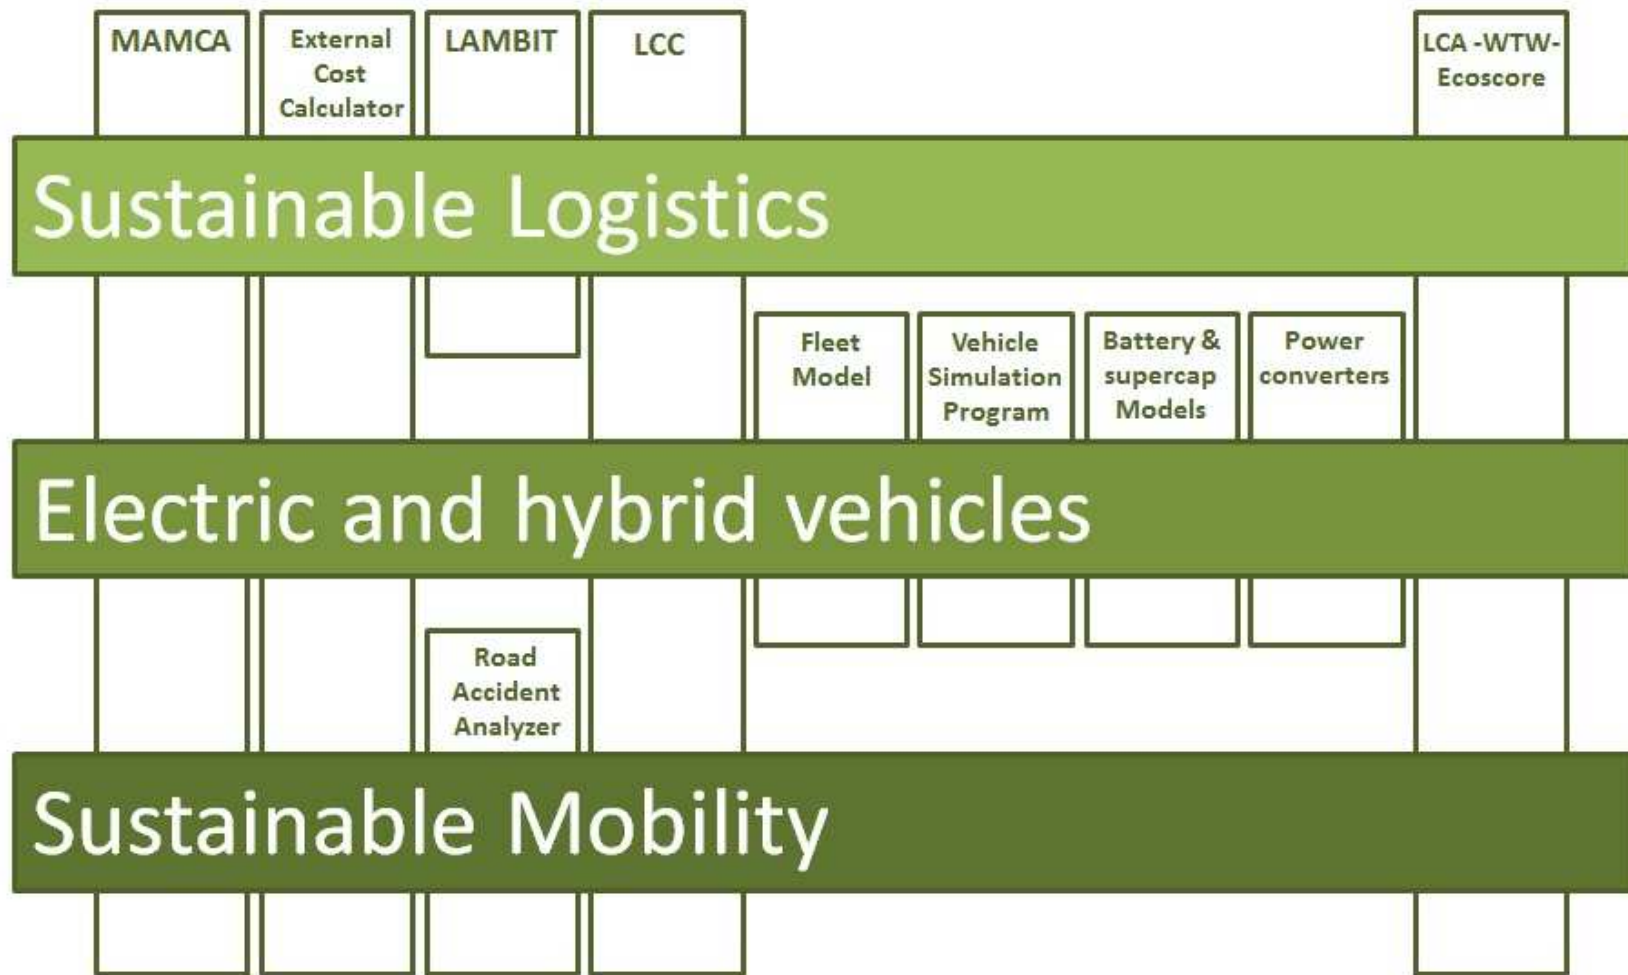 MAMCA
External
Cost
Calculator
LAMBIT
LCC
LCA -WTW-
Ecoscore
Sustainable Logistics
Fleet
Model
Vehicle
Simulation
Program
Battery &
supercap
Models
Power
converters
Electric and hybrid vehicles
Road
Accident
Analyzer
Sustainable Mobility